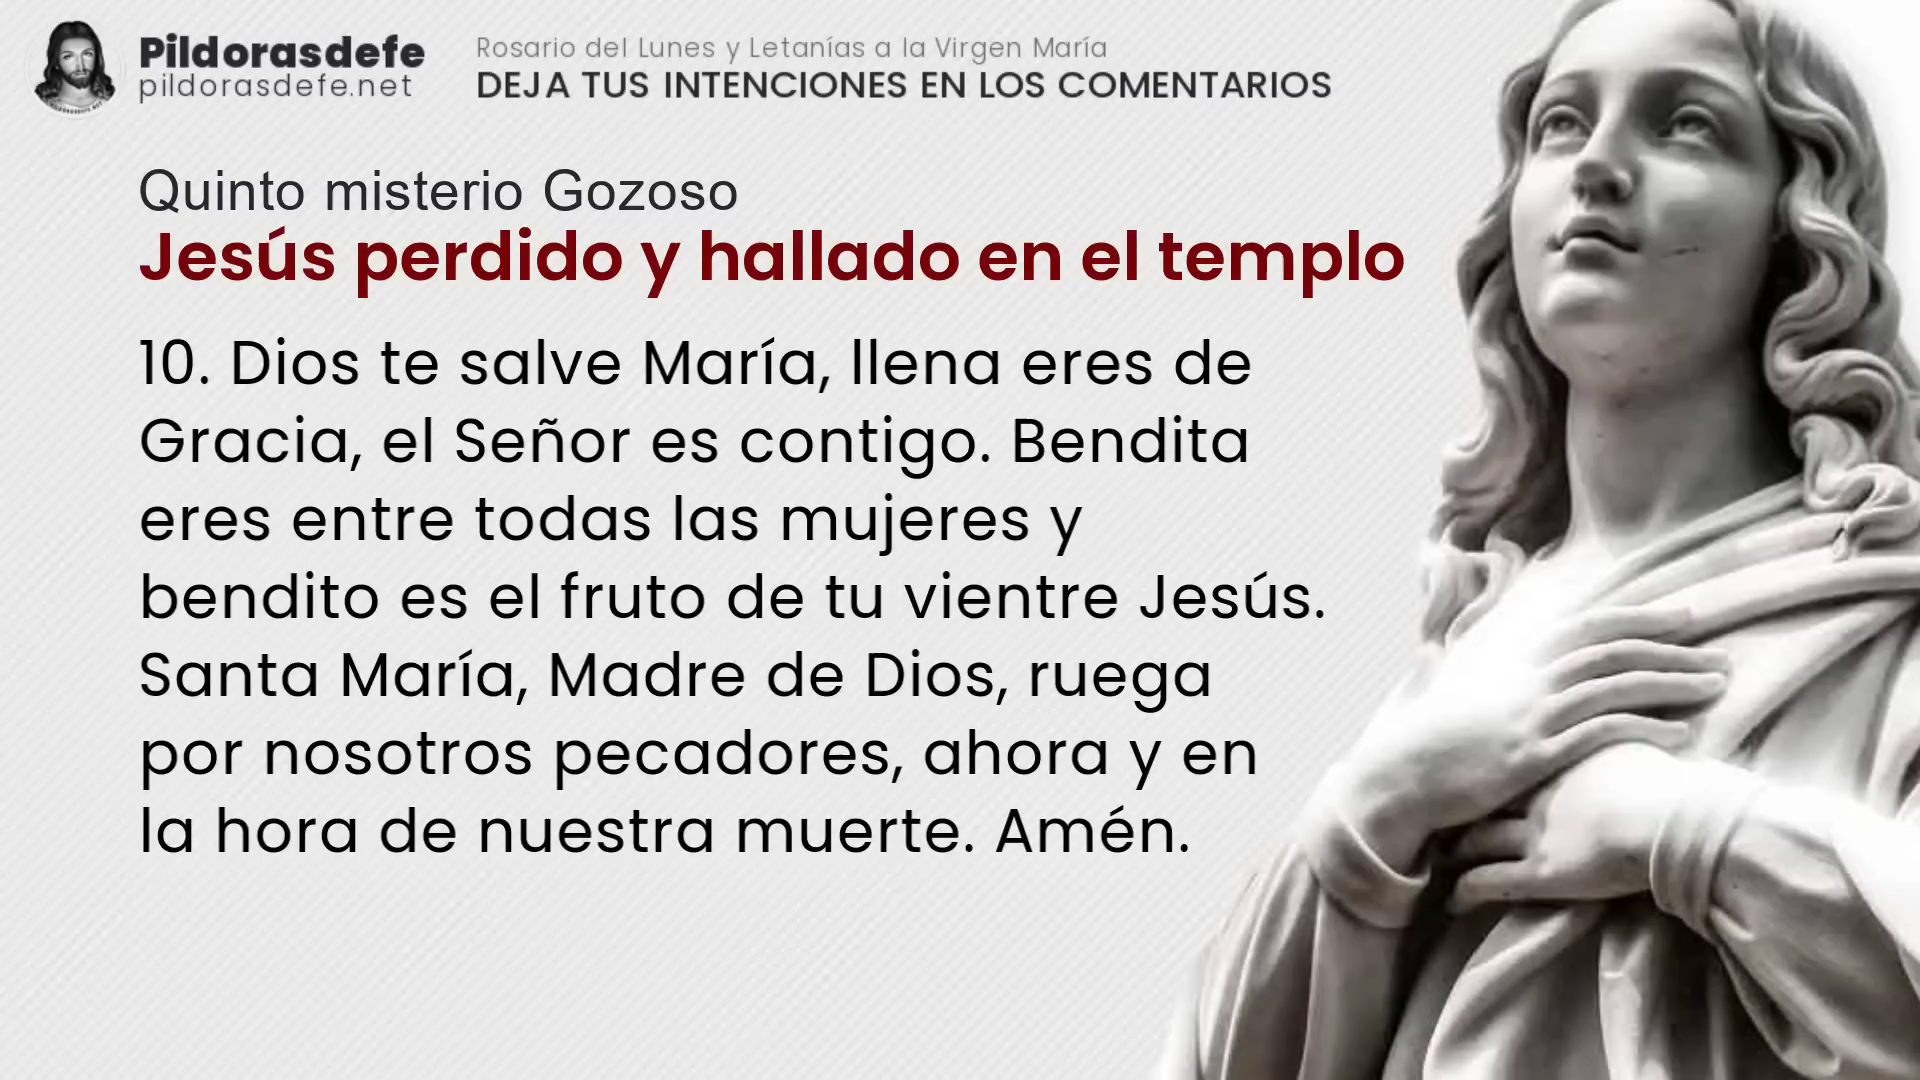 Pildorasdefe
pildorasdefe.net
Rosario del Lunes y Letanías a la Virgen María
DEJA TUS INTENCIONES EN LOS COMENTARIOS
Quinto misterio Gozoso
Jesús perdido y hallado en el templo
10. Dios te salve María, llena eres de
Gracia, el Señor es contigo. Bendita
eres entre todas las mujeres y
bendito es el fruto de tu vientre Jesús.
Santa María, Madre de Dios, ruega
por nosotros pecadores, ahora y en
la hora de nuestra muerte. Amén.